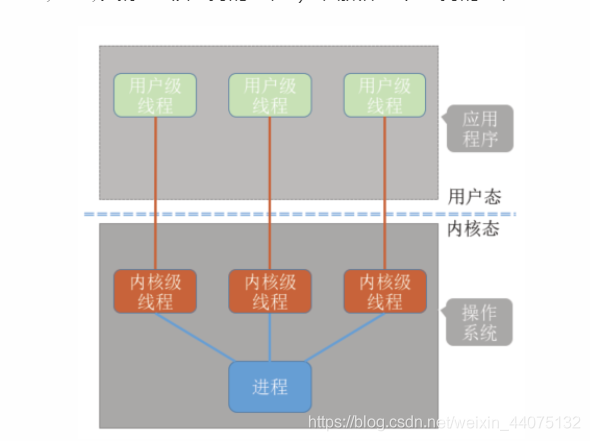 用户级
线程
用户级
线程
用户级
线程
应用
程序
用户态
内核态
内核级
线程
内核级
线程
内核级
线程
操作
系统
进程
https://blog.csdn.net/weixin_44075132